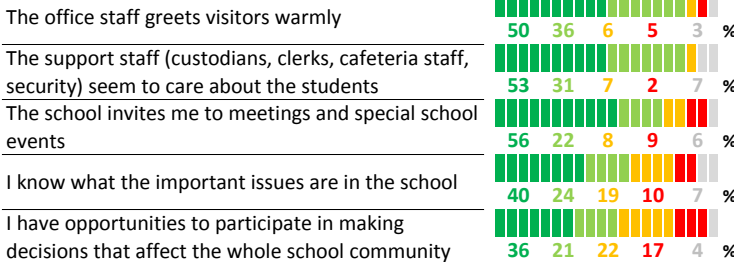 The office staff greets visitors warmly
50 36 6 5 3 %
The support staff (custodians, clerks, cafeteria staff,
security) seem to care about the students
53 31 7 2 7 %
The school invites me to meetings and special school
events
56 22 8 9 6 %
I know what the important issues are in the school
40 24 19 10 7 %
I have opportunities to participate in making
decisions that affect the whole school community
36 21 22 17 4 %